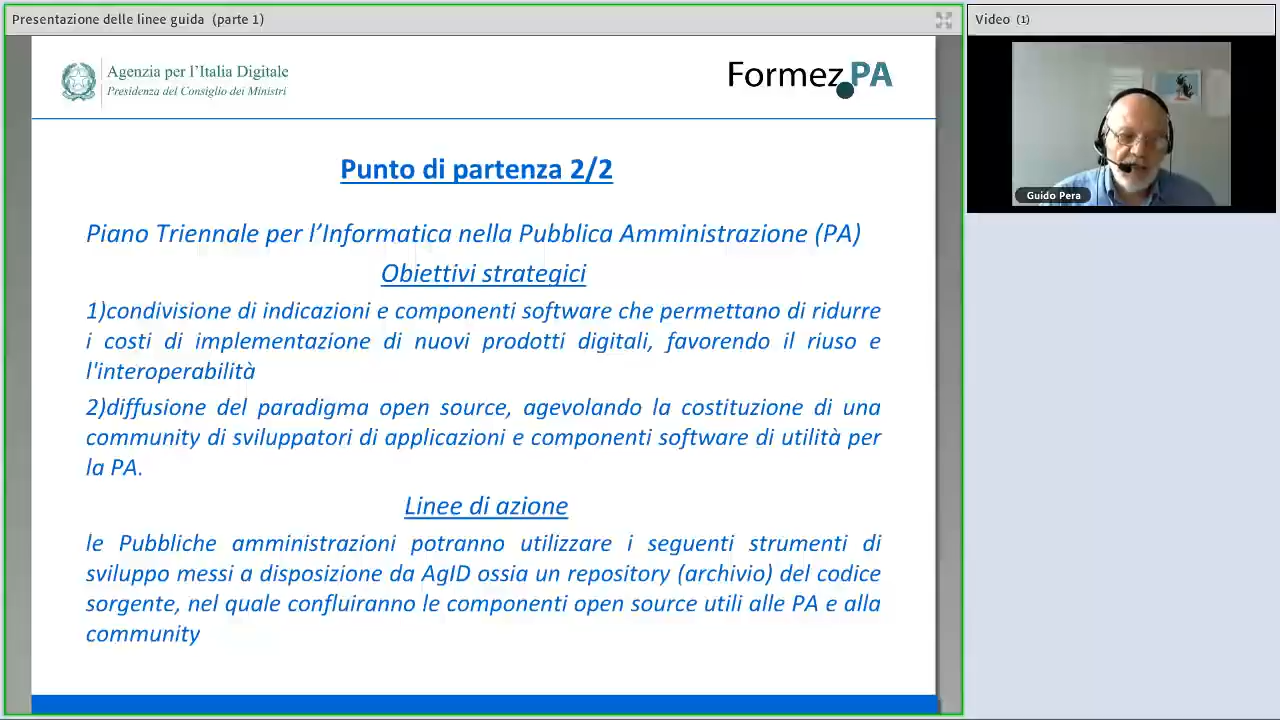 Presentazione delle linee guida (parte 1)
Video (1)
Agenzia per l'Italia Digitale
Presidenza del Consiglio dei Ministri
Formez PA
Guido Pera
Punto di partenza 2/2
Piano Triennale per l'Informatica nella Pubblica Amministrazione (PA)
Obiettivi strategici
1)condivisione di indicazioni e componenti software che permettano di ridurre
i costi di implementazione di nuovi prodotti digitali, favorendo il riuso e
l'interoperabilità
2)diffusione del paradigma open source, agevolando la costituzione di una
community di sviluppatori di applicazioni e componenti software di utilità per
la PA.
Linee di azione
le Pubbliche amministrazioni potranno utilizzare i seguenti strumenti di
sviluppo messi a disposizione da AgID ossia un repository (archivio) del codice
sorgente, nel quale confluiranno le componenti open source utili alle PA e alla
community